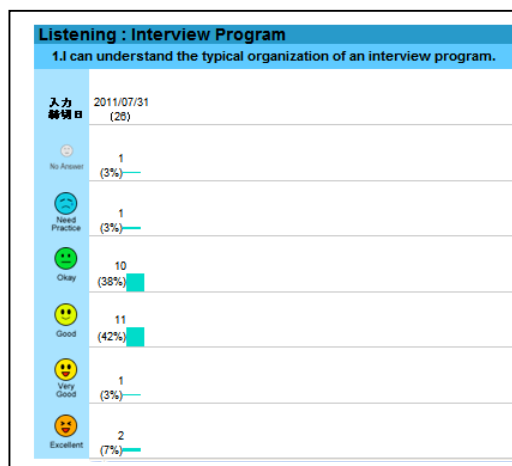 Listening : Interview Program
1.I can understand the typical organization of an interview program.
入力
締切日
2011/07/31
(26)
No Answer
1
(3%)
Need
Practice
1
(3%)
Okay
10
(38%)
Good
11
(42%)
Very
Good
1
(3%)
Excellent
2
(7%)